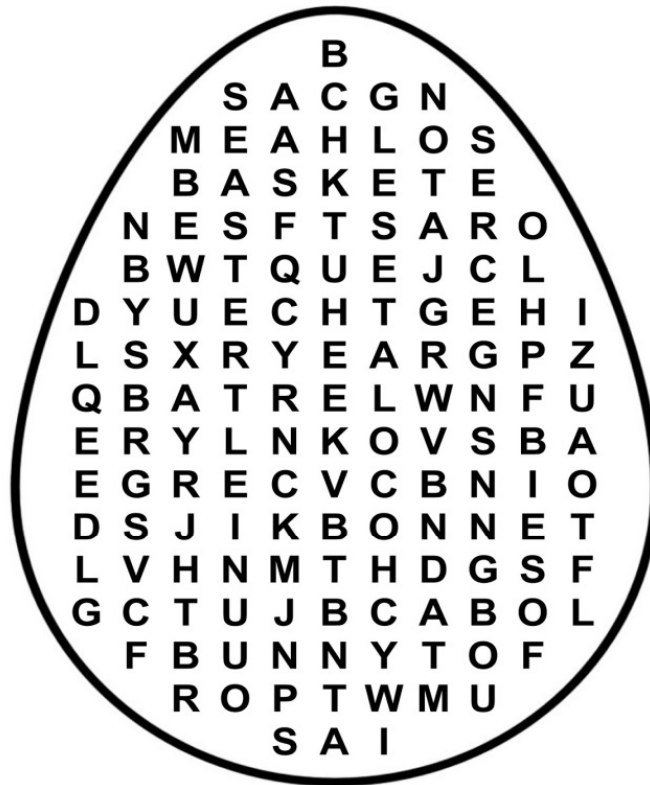 B
S A C G N
M E A H L O S
B A S K E T E
N E S F T S A R O
B W T Q U E J C L
D Y U E C H T G E H I
L S X R Y E A R G P Z
Q B A T R E L W N F U
E R Y L N K O V S B A
E G R E C V C B N I O
D S J I K B O N N E T
L V H N M T H D G S F
G C T U J B C A B O L
F B U N N Y T O F
R O P T W M U
S A I